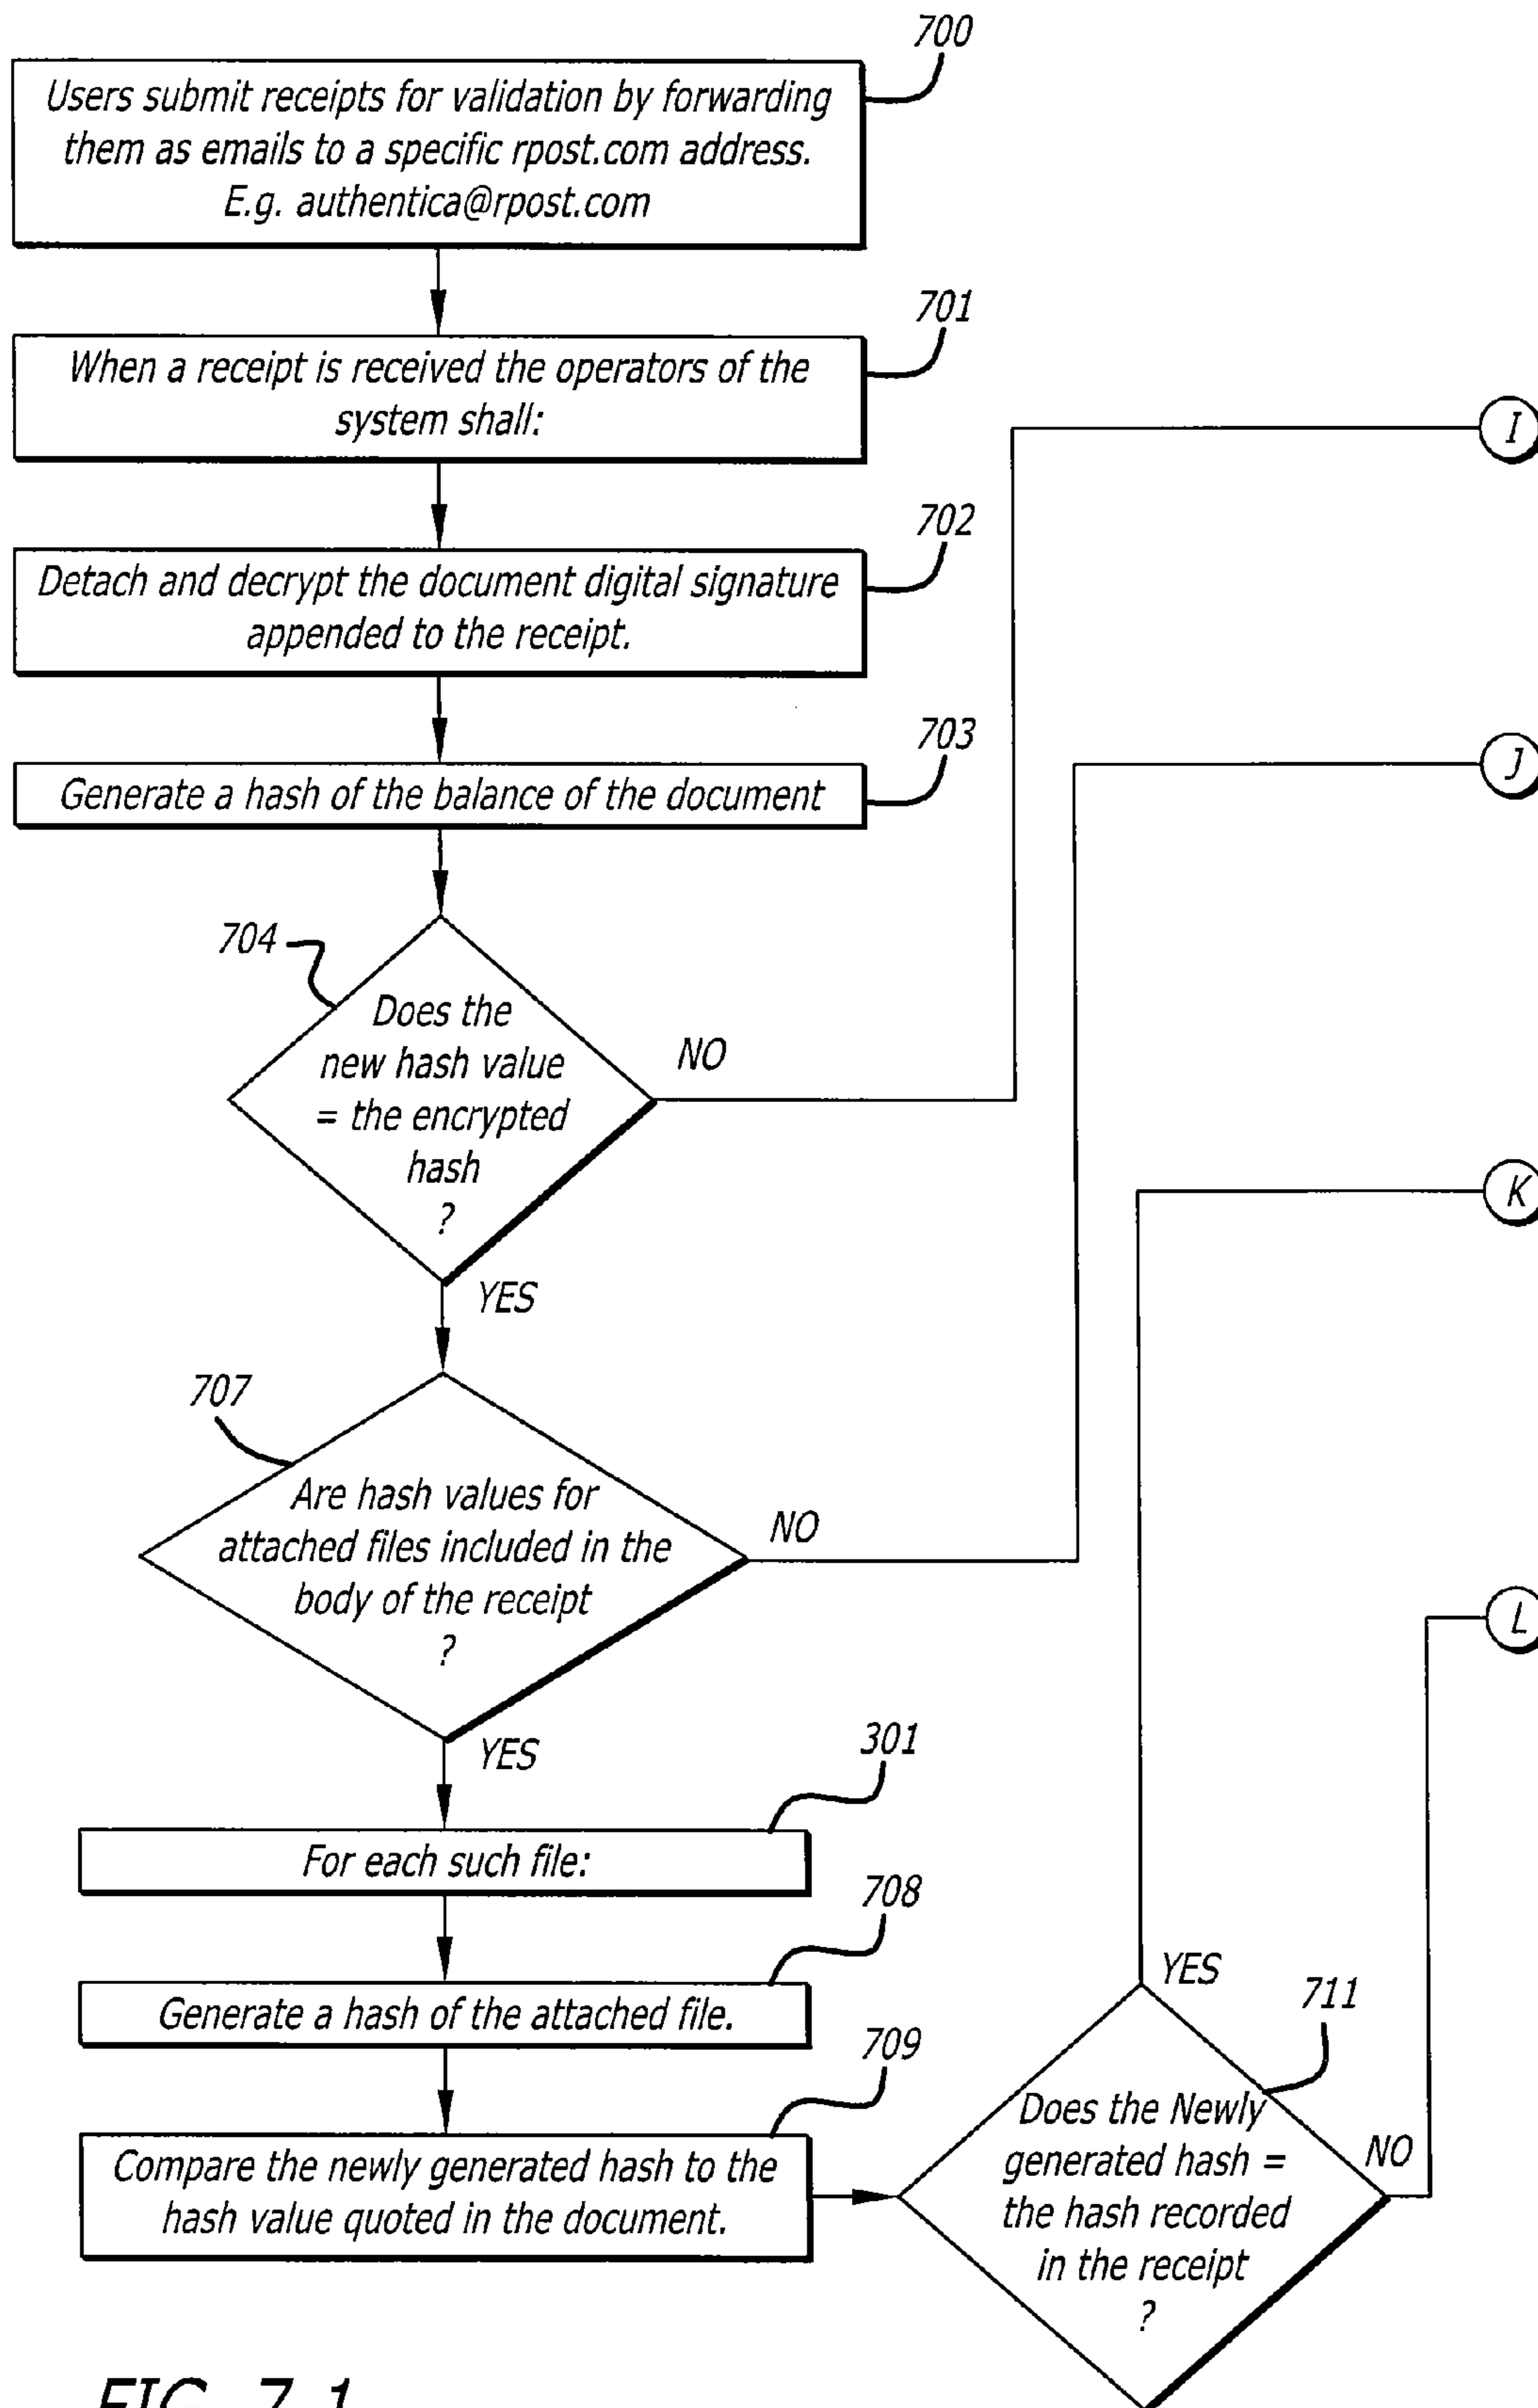 700
Users submit receipts for validation by forwarding
them as emails to a specific rpost.com address.
E.g. authentica@rpost.com
701
When a receipt is received the operators of the
system shall:
I
702
Detach and decrypt the document digital signature
appended to the receipt.
703
Generate a hash of the balance of the document
J
704
Does the
new hash value
= the encrypted
hash
?
NO
YES
K
707
Are hash values for
attached files included in the
body of the receipt
?
NO
YES
L
301
For each such file:
708
Generate a hash of the attached file.
709
Compare the newly generated hash to the
hash value quoted in the document.
YES
711
Does the Newly
generated hash =
the hash recorded
in the receipt
?
NO
FIG. 7-1